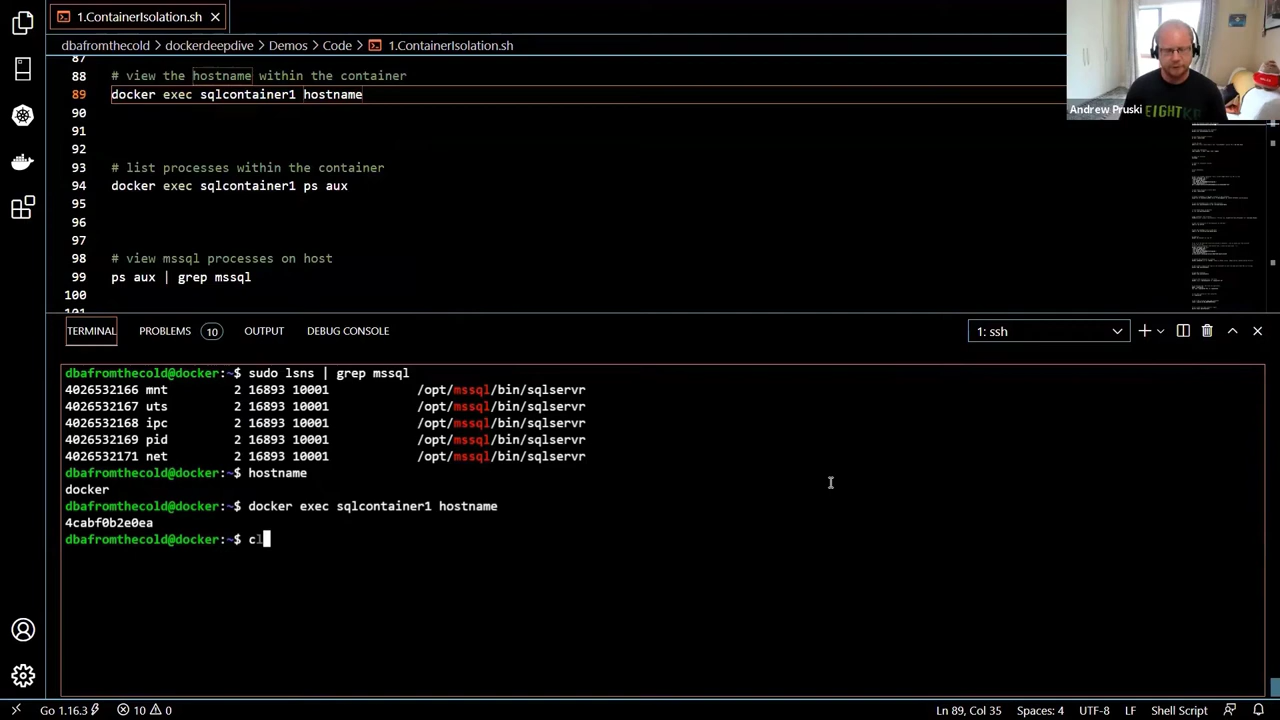 1.ContainerIsolation.sh
dbafromthecold > dockerdeepdive > Demos > Code > 1.ContainerIsolation.sh
87
88 # view the hostname within the container
89 docker exec sqlcontainer1 hostname
90
91
92
93 # list processes within the container
94 docker exec sqlcontainer1 ps aux
95
96
97
98 # view mssql processes on host
99 ps aux | grep mssql
100
101
Andrew Pruski
EIGHTKB
TERMINAL PROBLEMS 10 OUTPUT DEBUG CONSOLE 1: ssh
dbafromthecold@docker:~$ sudo lsns | grep mssql
4026532166 mnt 2 16893 10001 /opt/mssql/bin/sqlservr
4026532167 uts 2 16893 10001 /opt/mssql/bin/sqlservr
4026532168 ipc 2 16893 10001 /opt/mssql/bin/sqlservr
4026532169 pid 2 16893 10001 /opt/mssql/bin/sqlservr
4026532171 net 2 16893 10001 /opt/mssql/bin/sqlservr
dbafromthecold@docker:~$ hostname
docker
dbafromthecold@docker:~$ docker exec sqlcontainer1 hostname
4cabf0b2e0ea
dbafromthecold@docker:~$ cl
Go 1.16.3 10 0 Ln 89, Col 35 Spaces: 4 UTF-8 LF Shell Script